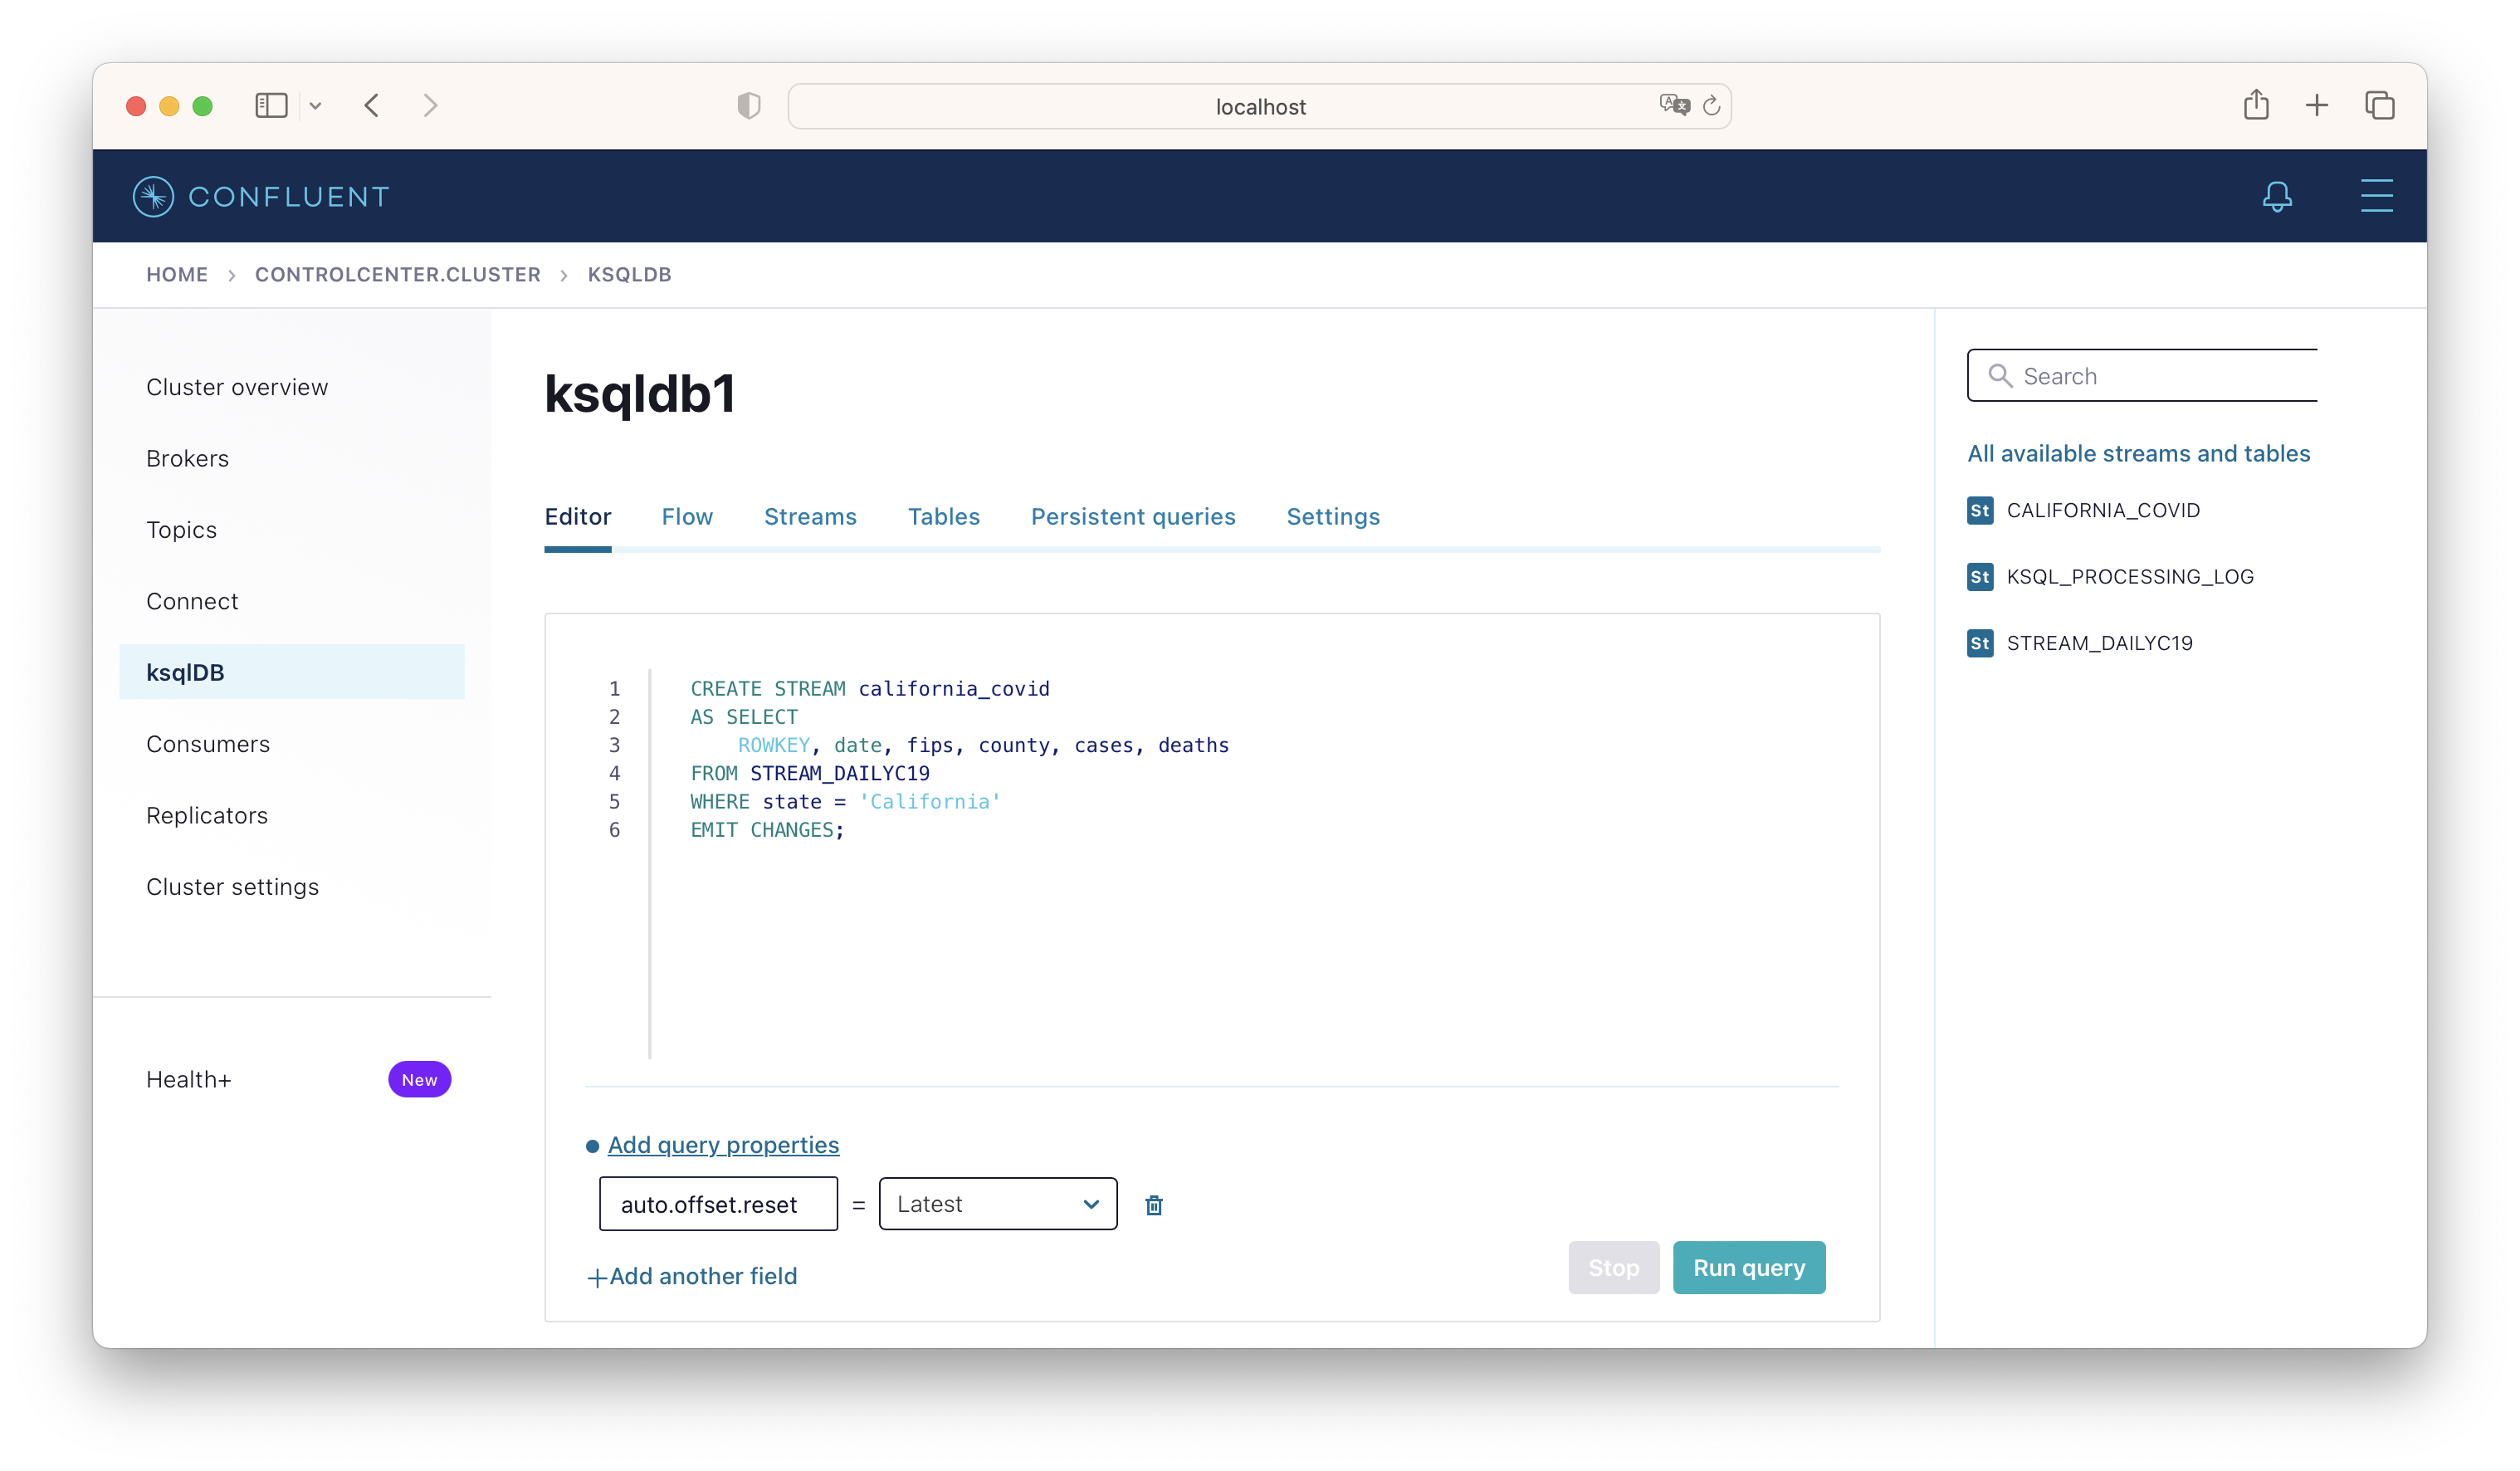 localhost
CONFLUENT
HOME > CONTROLCENTER.CLUSTER > KSQLDB
Cluster overview
Brokers
Topics
Connect
ksqlDB
Consumers
Replicators
Cluster settings
Health+ New
ksqldb1
Editor Flow Streams Tables Persistent queries Settings
1 CREATE STREAM california_covid
2 AS SELECT
3 ROWKEY, date, fips, county, cases, deaths
4 FROM STREAM_DAILYC19
5 WHERE state = 'California'
6 EMIT CHANGES;
Add query properties
auto.offset.reset = Latest
+Add another field
Stop Run query
Search
All available streams and tables
St CALIFORNIA_COVID
St KSQL_PROCESSING_LOG
St STREAM_DAILYC19